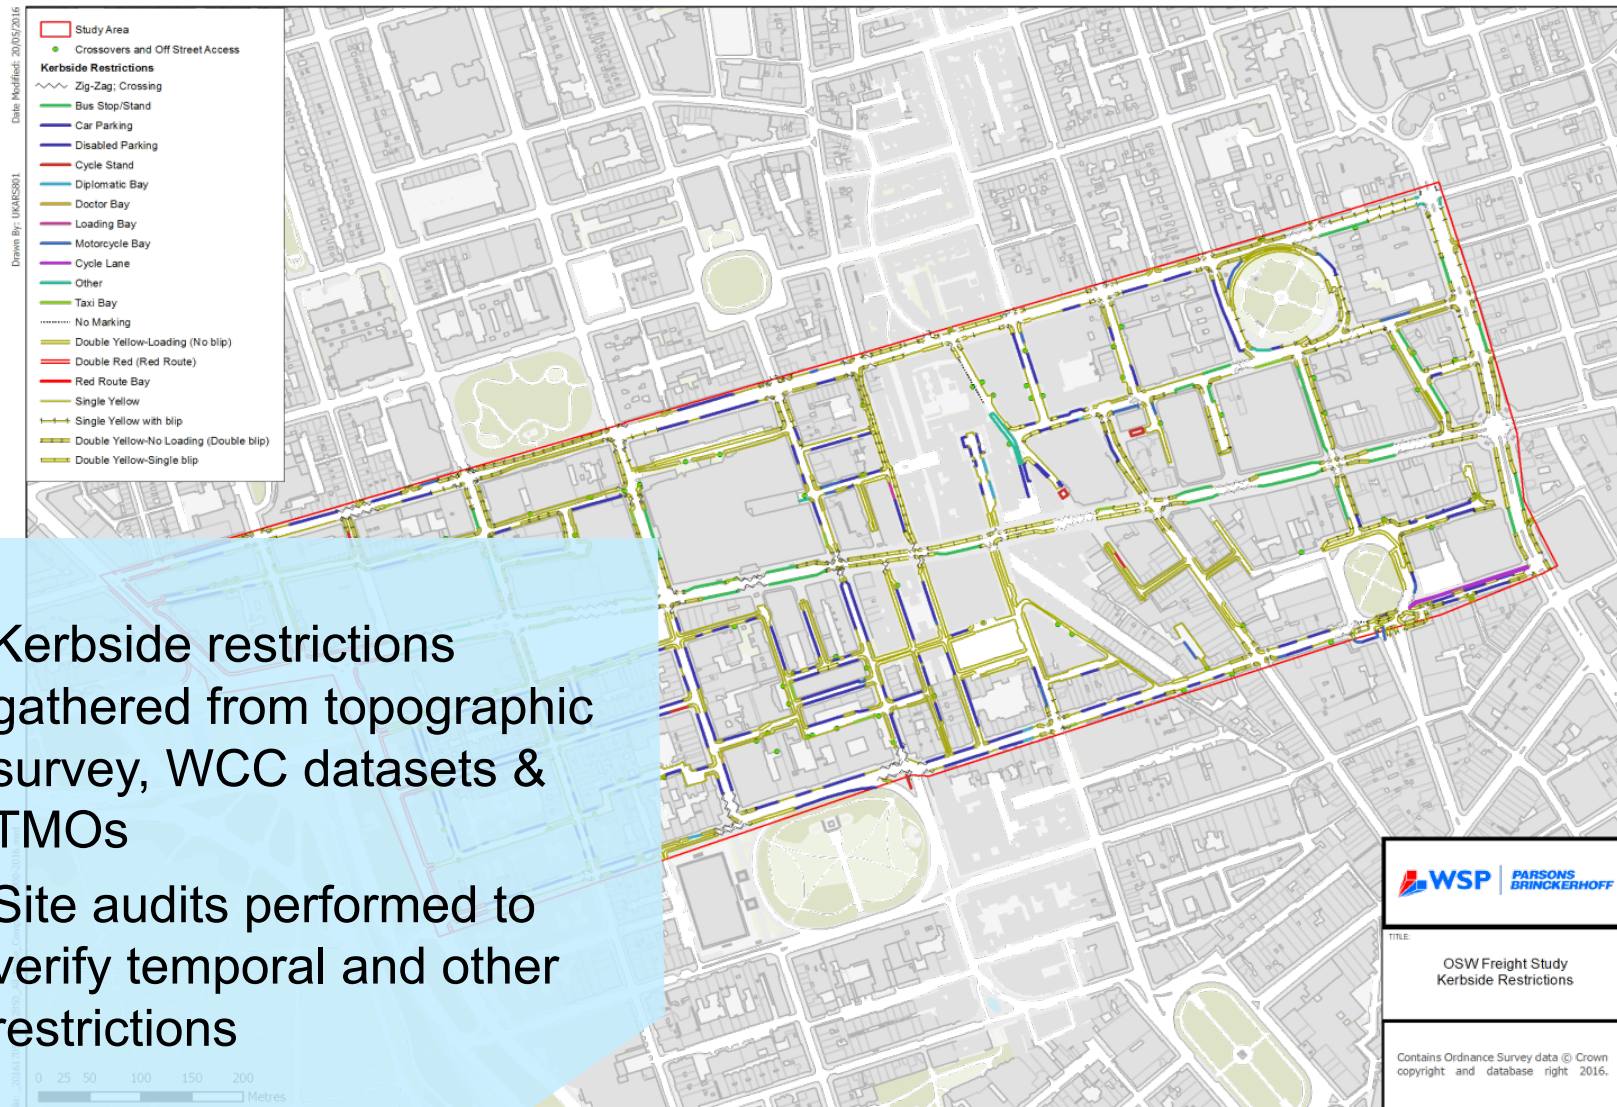 Date Modified: 20/05/2016
Drawn By: UKARS801
Study Area
Crossovers and Off Street Access
Kerbside Restrictions
Zig-Zag; Crossing
Bus Stop/Stand
Car Parking
Disabled Parking
Cycle Stand
Diplomatic Bay
Doctor Bay
Loading Bay
Motorcycle Bay
Cycle Lane
Other
Taxi Bay
No Marking
Double Yellow-Loading (No blip)
Double Red (Red Route)
Red Route Bay
Single Yellow
Single Yellow with blip
Double Yellow-No Loading (Double blip)
Double Yellow-Single blip
Kerbside restrictions
gathered from topographic
survey, WCC datasets &
TMOs
Site audits performed to
verify temporal and other
restrictions
0 25 50 100 150 200
Metres
WSP PARSONS
BRINCKERHOFF
TITLE:
OSW Freight Study
Kerbside Restrictions
Contains Ordnance Survey data © Crown
copyright and database right 2016.